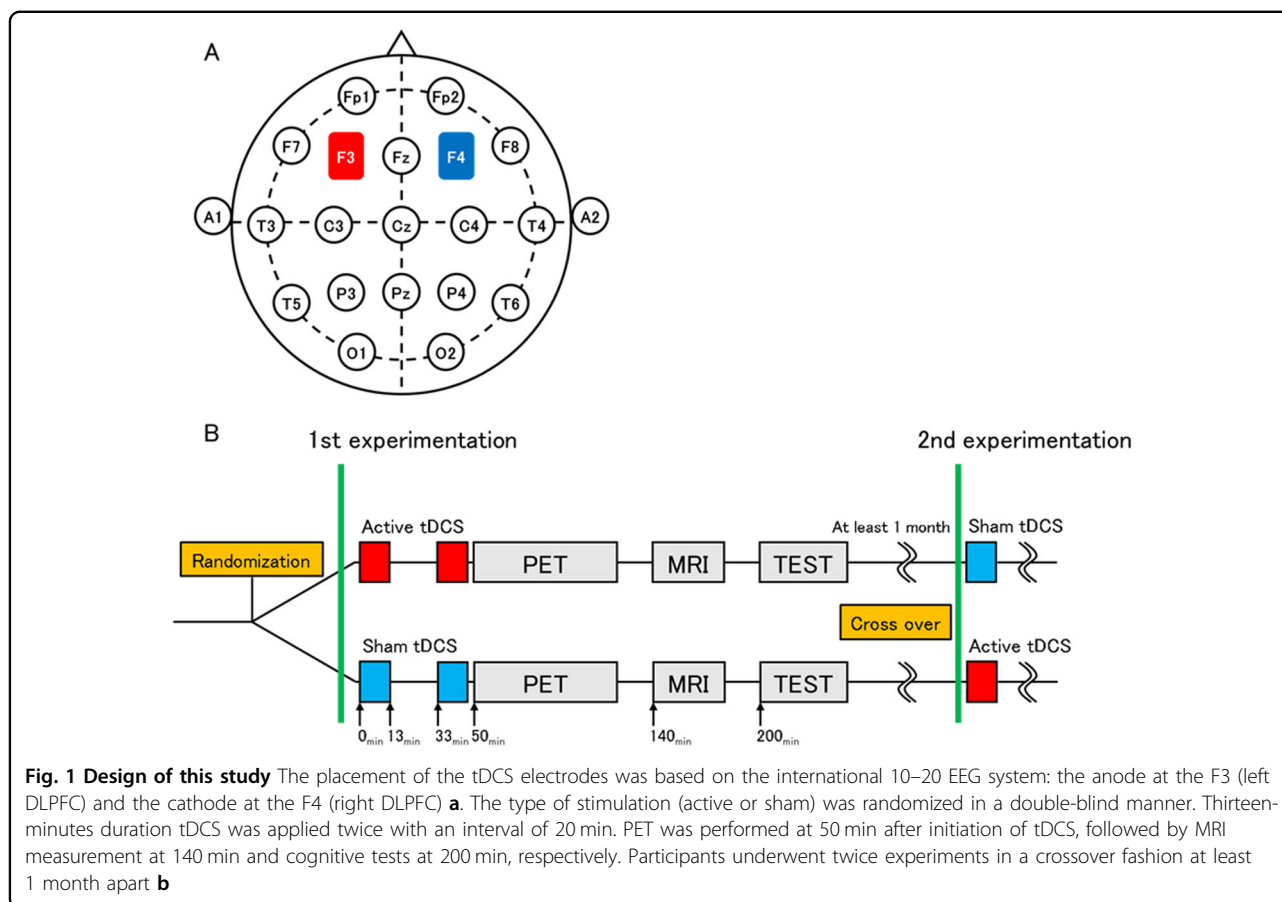 A
Fp1 Fp2
F7 F3 Fz F4 F8
A1 T3 C3 Cz C4 T4 A2
T5 P3 Pz P4 T6
O1 O2
B
1st experimentation 2nd experimentation
Active tDCS At least 1 month Sham tDCS
Randomization
PET MRI TEST
Cross over
Sham tDCS Active tDCS
PET MRI TEST
0min 13min 33min 50min 140min 200min
Fig. 1 Design of this study The placement of the tDCS electrodes was based on the international 10–20 EEG system: the anode at the F3 (left
DLPFC) and the cathode at the F4 (right DLPFC) a. The type of stimulation (active or sham) was randomized in a double-blind manner. Thirteen-
minutes duration tDCS was applied twice with an interval of 20 min. PET was performed at 50 min after initiation of tDCS, followed by MRI
measurement at 140 min and cognitive tests at 200 min, respectively. Participants underwent twice experiments in a crossover fashion at least
1 month apart b